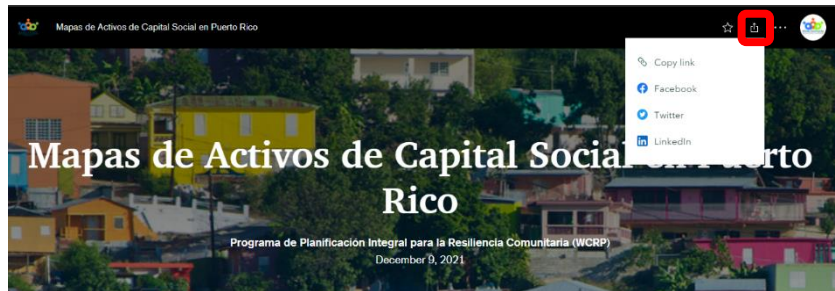 Mapas de Activos de Capital Social en Puerto Rico
Copy link
Facebook
Twitter
LinkedIn
Mapas de Activos de Capital Social en Puerto
Rico
Programa de Planificación Integral para la Resiliencia Comunitaria (WCRP)
December 9, 2021